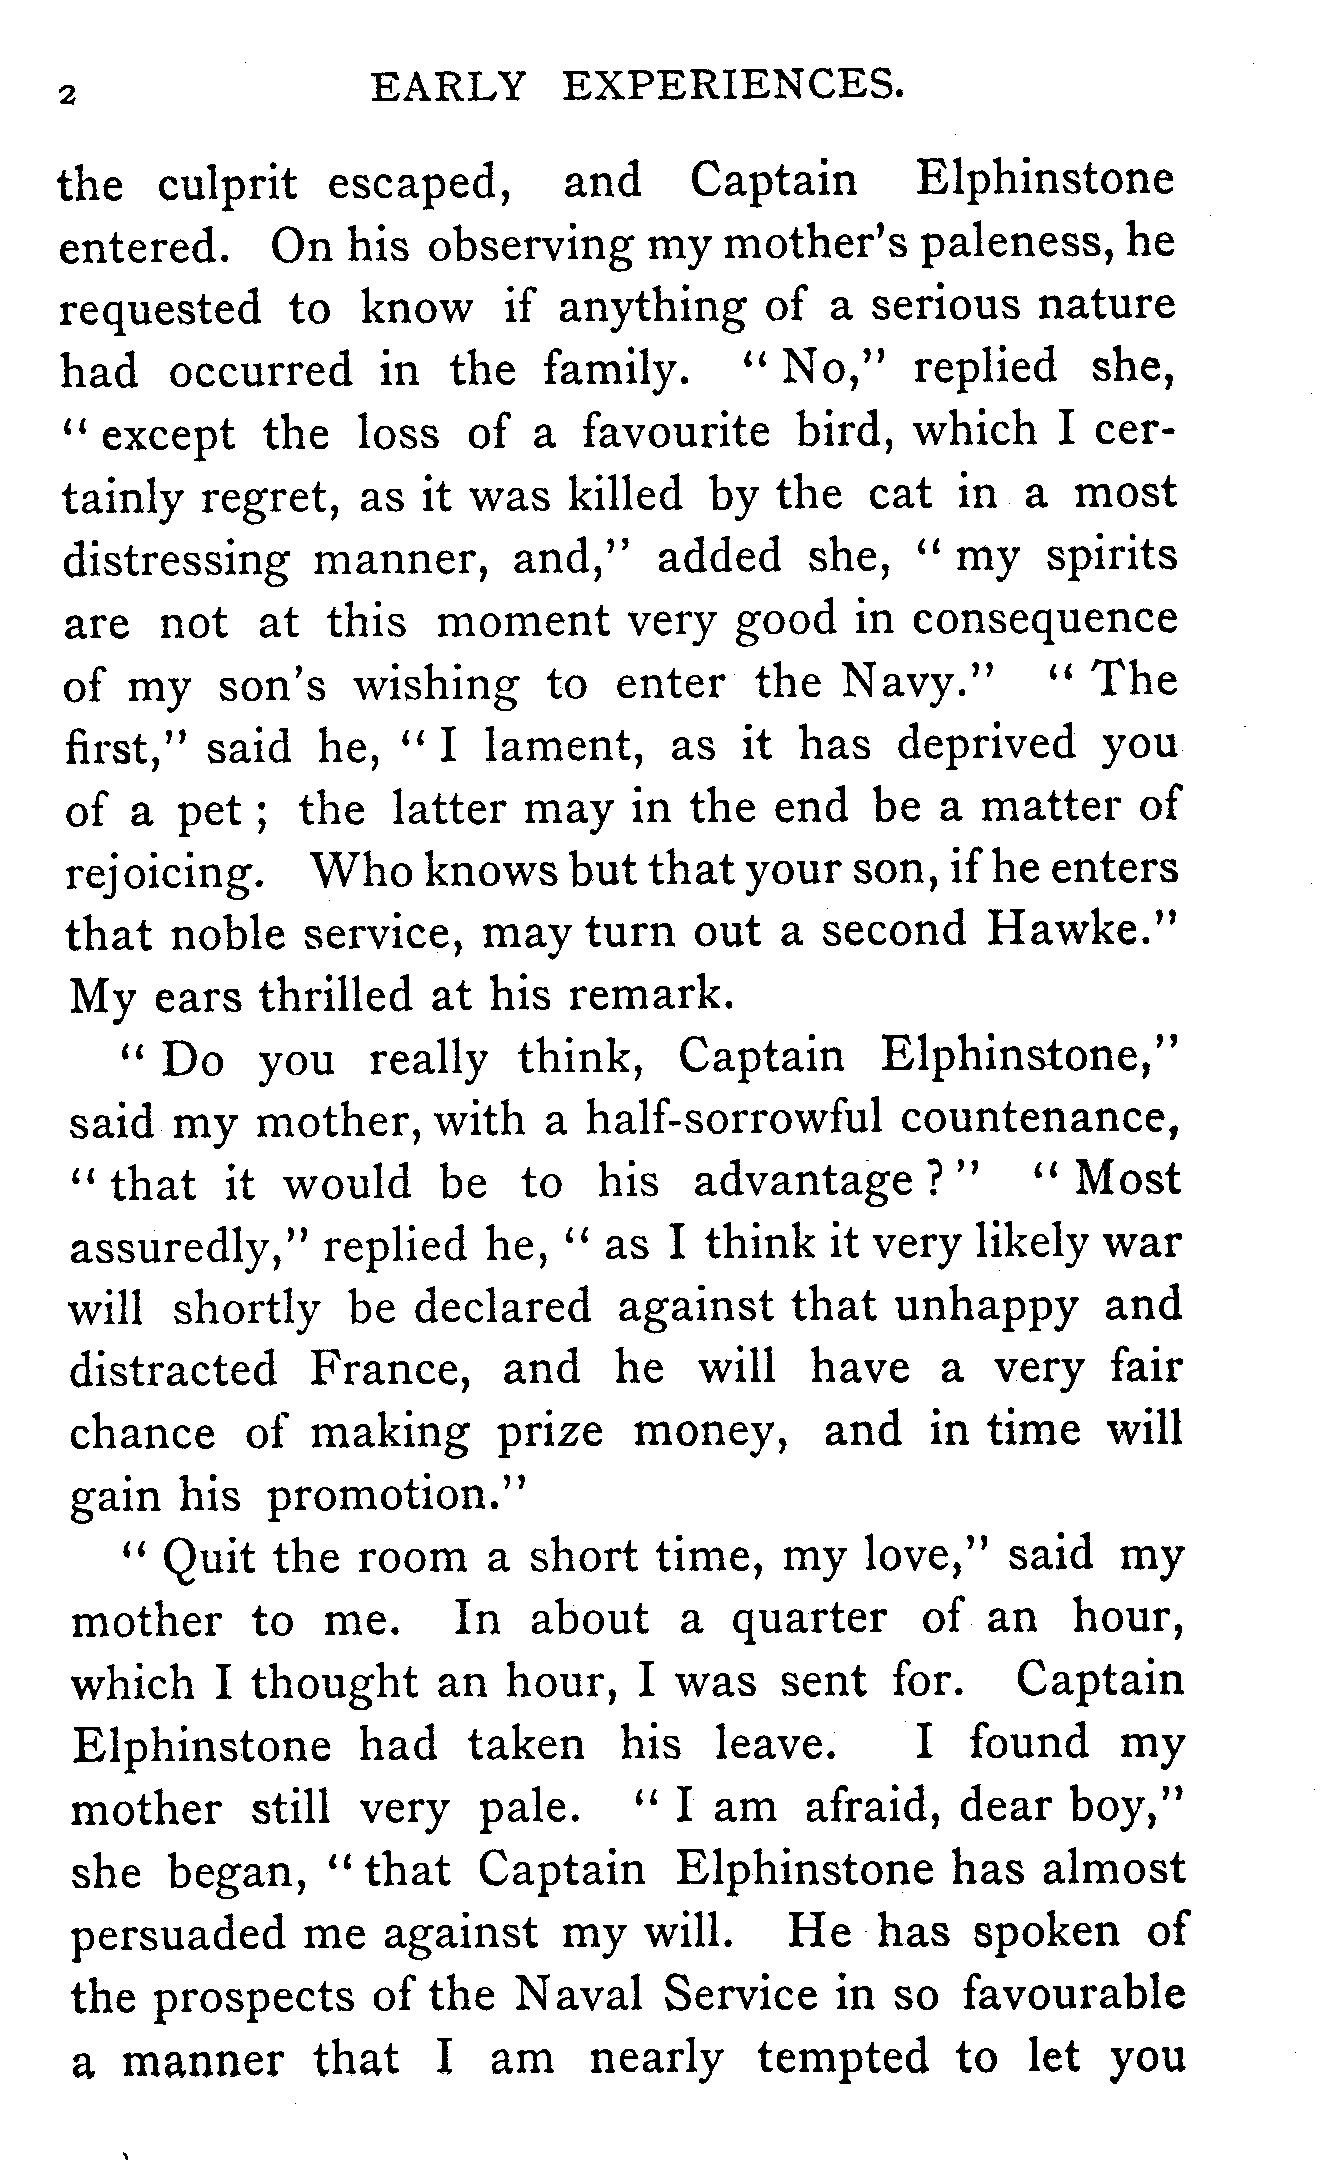 2 EARLY EXPERIENCES.
the culprit escaped, and Captain Elphinstone
entered. On his observing my mother's paleness, he
requested to know if anything of a serious nature
had occurred in the family. “ No,” replied she,
“ except the loss of a favourite bird, which I cer-
tainly regret, as it was killed by the cat in a most
distressing manner, and,” added she, “ my spirits
are not at this moment very good in consequence
of my son's wishing to enter the Navy.” “ The
first,” said he, “ I lament, as it has deprived you
of a pet ; the latter may in the end be a matter of
rejoicing. Who knows but that your son, if he enters
that noble service, may turn out a second Hawke.”
My ears thrilled at his remark.
“ Do you really think, Captain Elphinstone,”
said my mother, with a half-sorrowful countenance,
“ that it would be to his advantage ? ” “ Most
assuredly,” replied he, “ as I think it very likely war
will shortly be declared against that unhappy and
distracted France, and he will have a very fair
chance of making prize money, and in time will
gain his promotion.”
“ Quit the room a short time, my love,” said my
mother to me. In about a quarter of an hour,
which I thought an hour, I was sent for. Captain
Elphinstone had taken his leave. I found my
mother still very pale. “ I am afraid, dear boy,”
she began, “ that Captain Elphinstone has almost
persuaded me against my will. He has spoken of
the prospects of the Naval Service in so favourable
a manner that I am nearly tempted to let you